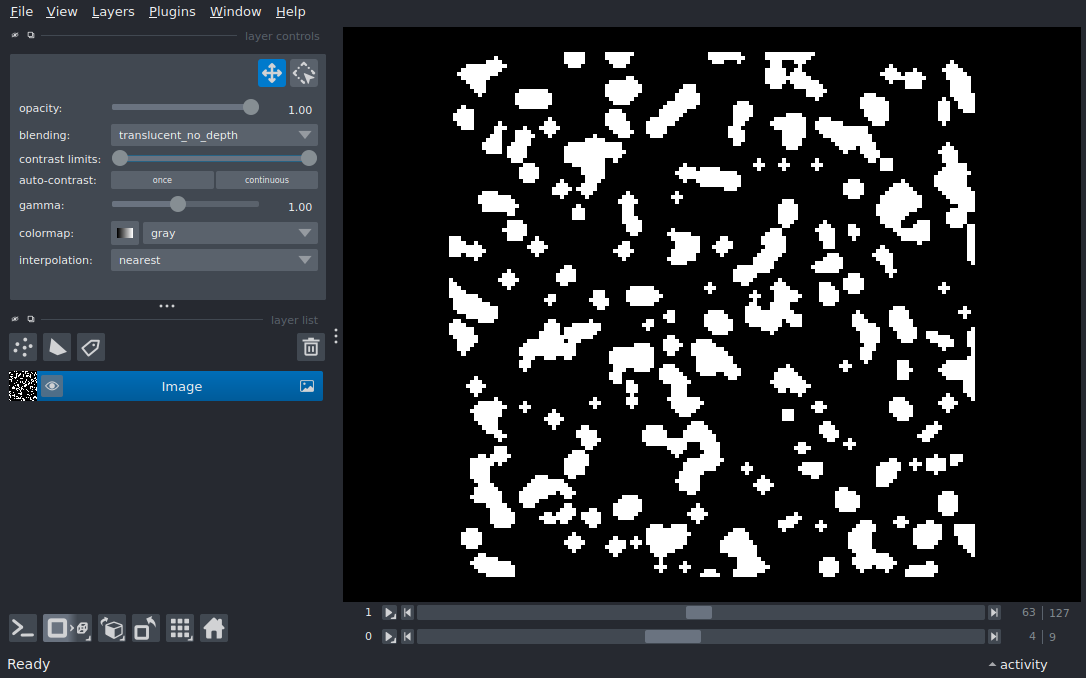 File View Layers Plugins Window Help
layer controls
opacity: 1.00
blending: translucent_no_depth
contrast limits:
auto-contrast: once continuous
gamma: 1.00
colormap: gray
interpolation: nearest
layer list
Image
1 63 127
0 4 9
Ready activity